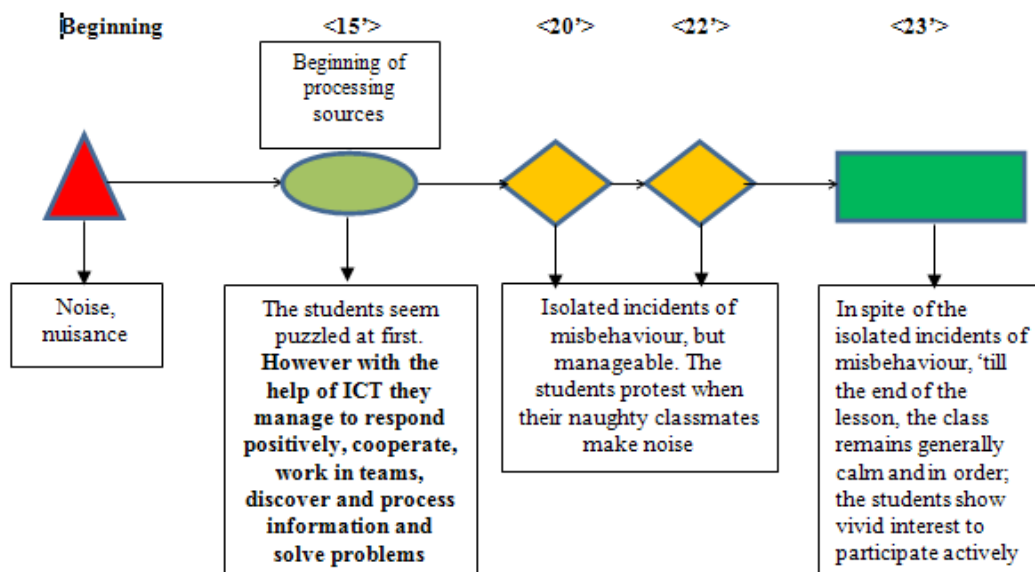 Beginning
<15'>
<20'>
<22'>
<23'>
Beginning of
processing
sources
Noise,
nuisance
The students seem
puzzled at first.
However with the
help of ICT they
manage to respond
positively, cooperate,
work in teams,
discover and process
information and
solve problems
Isolated incidents of
misbehaviour, but
manageable. The
students protest when
their naughty classmates
make noise
In spite of the
isolated incidents of
misbehaviour, ‘till
the end of the
lesson, the class
remains generally
calm and in order;
the students show
vivid interest to
participate actively